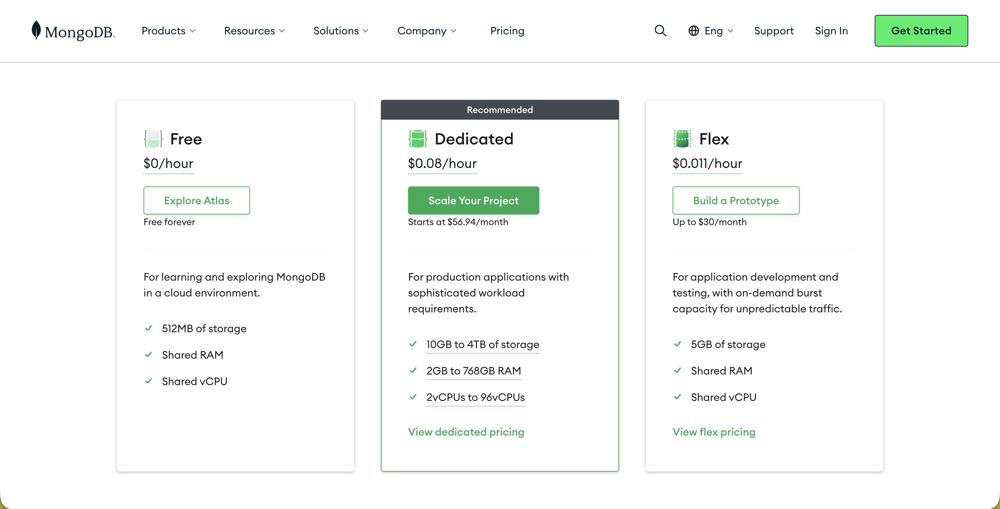 MongoDB®
Products
Resources
Solutions
Company
Pricing
Eng
Support
Sign In
Get Started
Free
$0/hour
Explore Atlas
Free forever
For learning and exploring MongoDB
in a cloud environment.
512MB of storage
Shared RAM
Shared vCPU
Recommended
Dedicated
$0.08/hour
Scale Your Project
Starts at $56.94/month
For production applications with
sophisticated workload
requirements.
10GB to 4TB of storage
2GB to 768GB RAM
2vCPUs to 96vCPUs
View dedicated pricing
Flex
$0.011/hour
Build a Prototype
Up to $30/month
For application development and
testing, with on-demand burst
capacity for unpredictable traffic.
5GB of storage
Shared RAM
Shared vCPU
View flex pricing